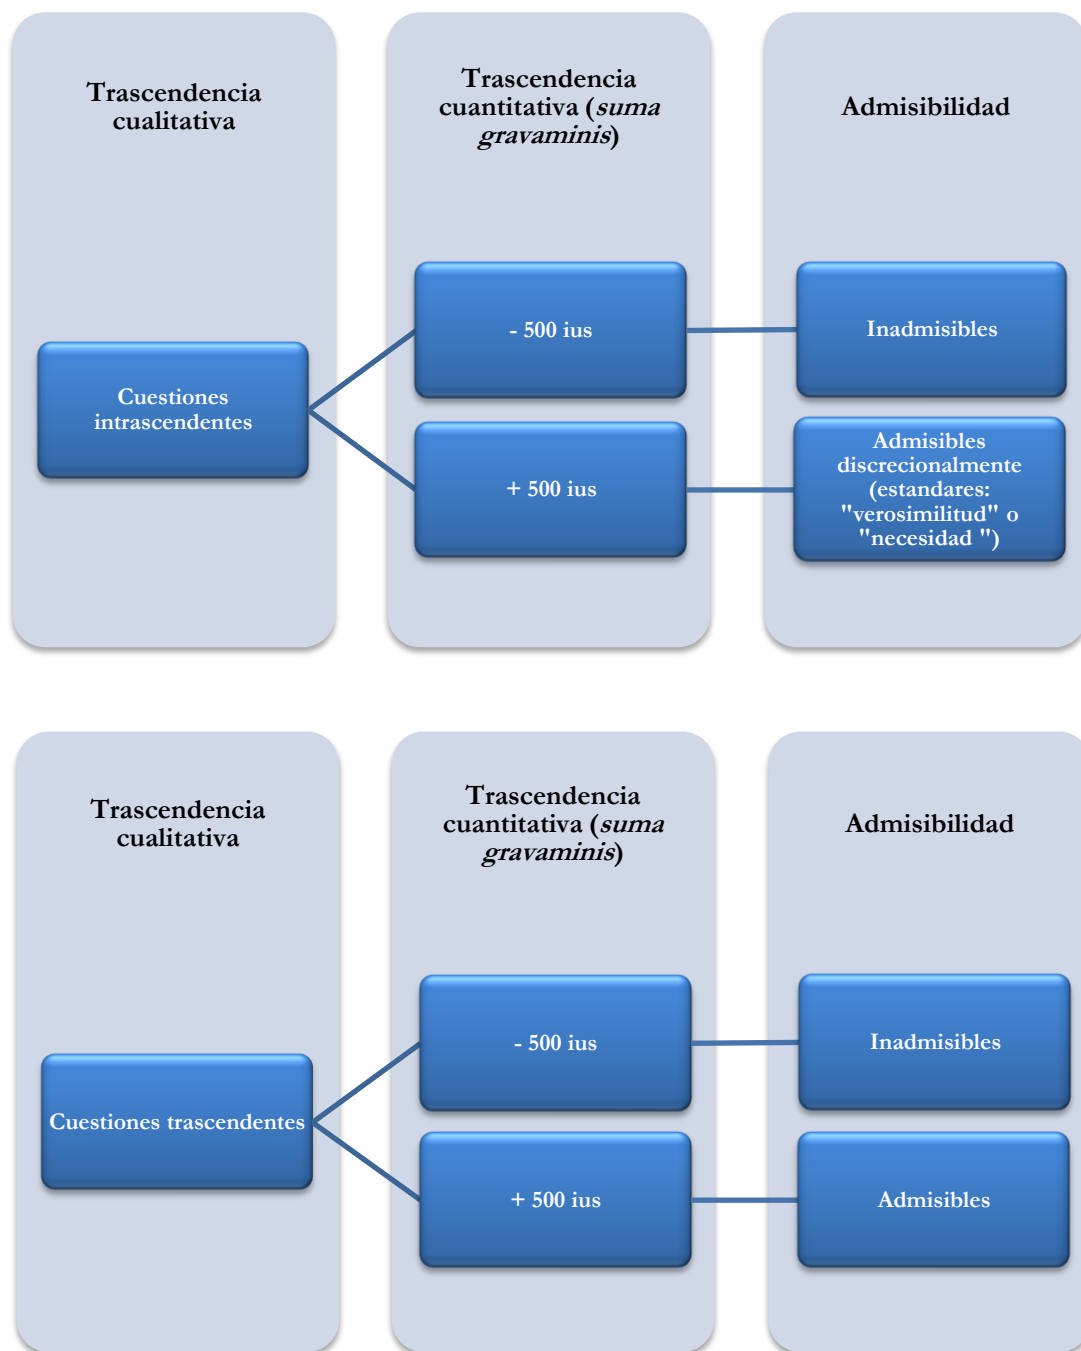 Trascendencia
cualitativa
Trascendencia
cuantitativa (suma
gravaminis)
Admisibilidad
Cuestiones
intrascendentes
- 500 ius
Inadmisibles
+ 500 ius
Admisibles
discrecionalmente
(estandares:
"verosimilitud" o
"necesidad ")
Trascendencia
cualitativa
Trascendencia
cuantitativa (suma
gravaminis)
Admisibilidad
Cuestiones trascendentes
- 500 ius
Inadmisibles
+ 500 ius
Admisibles